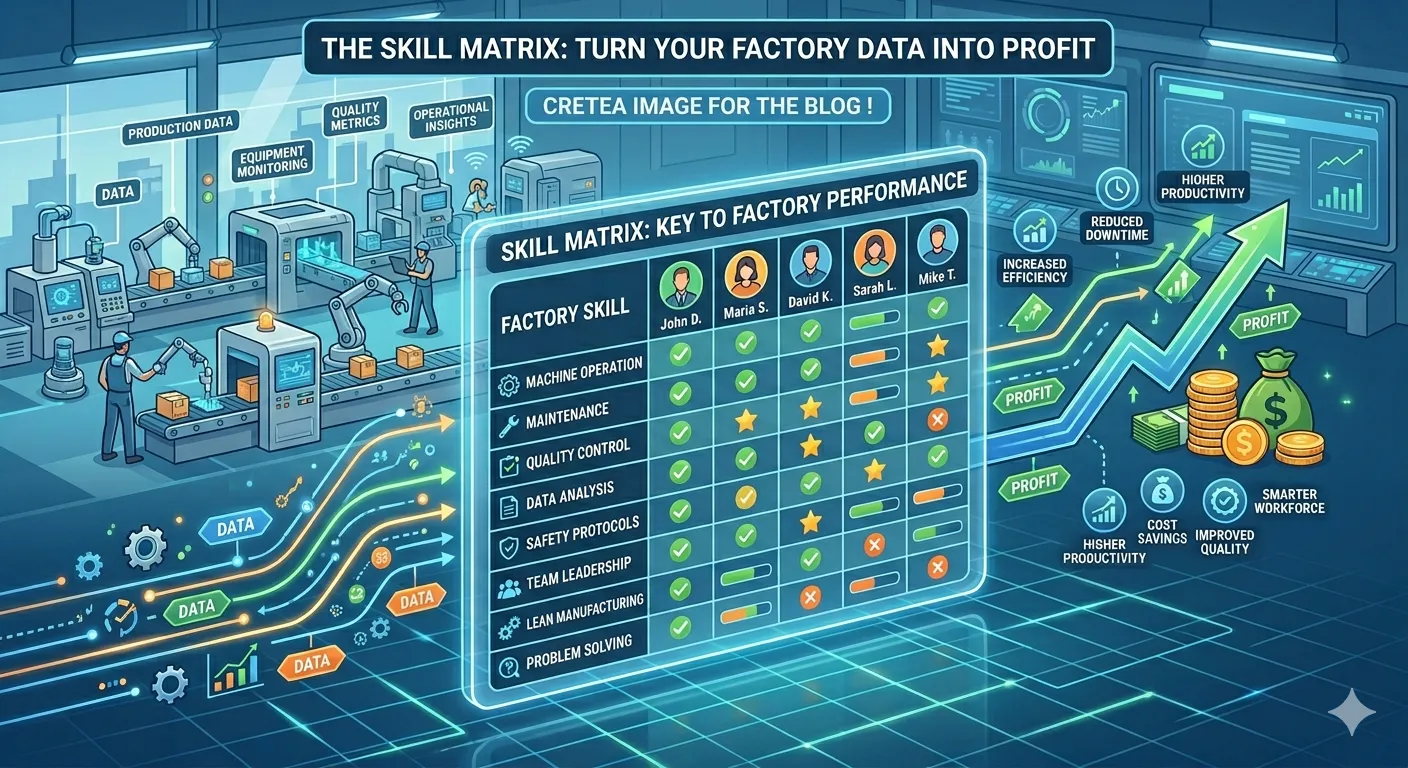 THE SKILL MATRIX: TURN YOUR FACTORY DATA INTO PROFIT
CRETEA IMAGE FOR THE BLOG !
PRODUCTION DATA
QUALITY
METRICS
OPERATIONAL
INSIGHTS
EQUIPMENT
MONITORING
DATA
SKILL MATRIX: KEY TO FACTORY PERFORMANCE
FACTORY SKILL
John D.
Maria S.
David K.
Sarah L.
Mike T.
MACHINE OPERATION
MAINTENANCE
QUALITY CONTROL
DATA ANALYSIS
SAFETY PROTOCOLS
TEAM LEADERSHIP
LEAN MANUFACTURING
PROBLEM SOLVING
DATA
DATA
DATA
DATA
HIOHER
PRODUCTIVITY
REDUCED
DOWNTIME
INCREASED
EFFICIENCY
PROFIT
PROFIT
PROFIT
HISHER
PRODUCTIVITY
COST
SAVINGS
IMPROVED
QUALITY
SMARTER
WORKFORCE